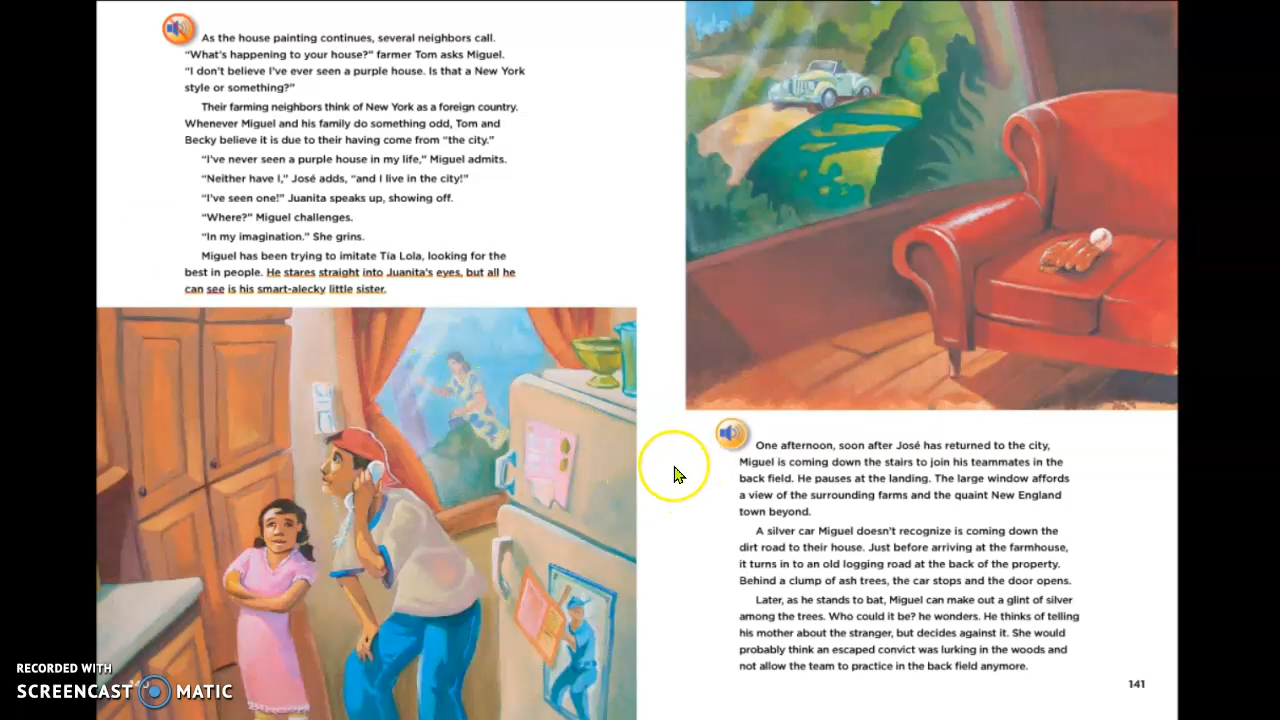 As the house painting continues, several neighbors call.
“What’s happening to your house?” farmer Tom asks Miguel.
“I don’t believe I’ve ever seen a purple house. Is that a New York
style or something?”
Their farming neighbors think of New York as a foreign country.
Whenever Miguel and his family do something odd, Tom and
Becky believe it is due to their having come from “the city.”
“I’ve never seen a purple house in my life,” Miguel admits.
“Neither have I,” José adds, “and I live in the city!”
“I’ve seen one!” Juanita speaks up, showing off.
“Where?” Miguel challenges.
“In my imagination.” She grins.
Miguel has been trying to imitate Tía Lola, looking for the
best in people. He stares straight into Juanita’s eyes, but all he
can see is his smart-alecky little sister.
One afternoon, soon after José has returned to the city,
Miguel is coming down the stairs to join his teammates in the
back field. He pauses at the landing. The large window affords
a view of the surrounding farms and the quaint New England
town beyond.
A silver car Miguel doesn’t recognize is coming down the
dirt road to their house. Just before arriving at the farmhouse,
it turns in to an old logging road at the back of the property.
Behind a clump of ash trees, the car stops and the door opens.
Later, as he stands to bat, Miguel can make out a glint of silver
among the trees. Who could it be? he wonders. He thinks of telling
his mother about the stranger, but decides against it. She would
probably think an escaped convict was lurking in the woods and
not allow the team to practice in the back field anymore.
141
RECORDED WITH
SCREENCAST MATIC